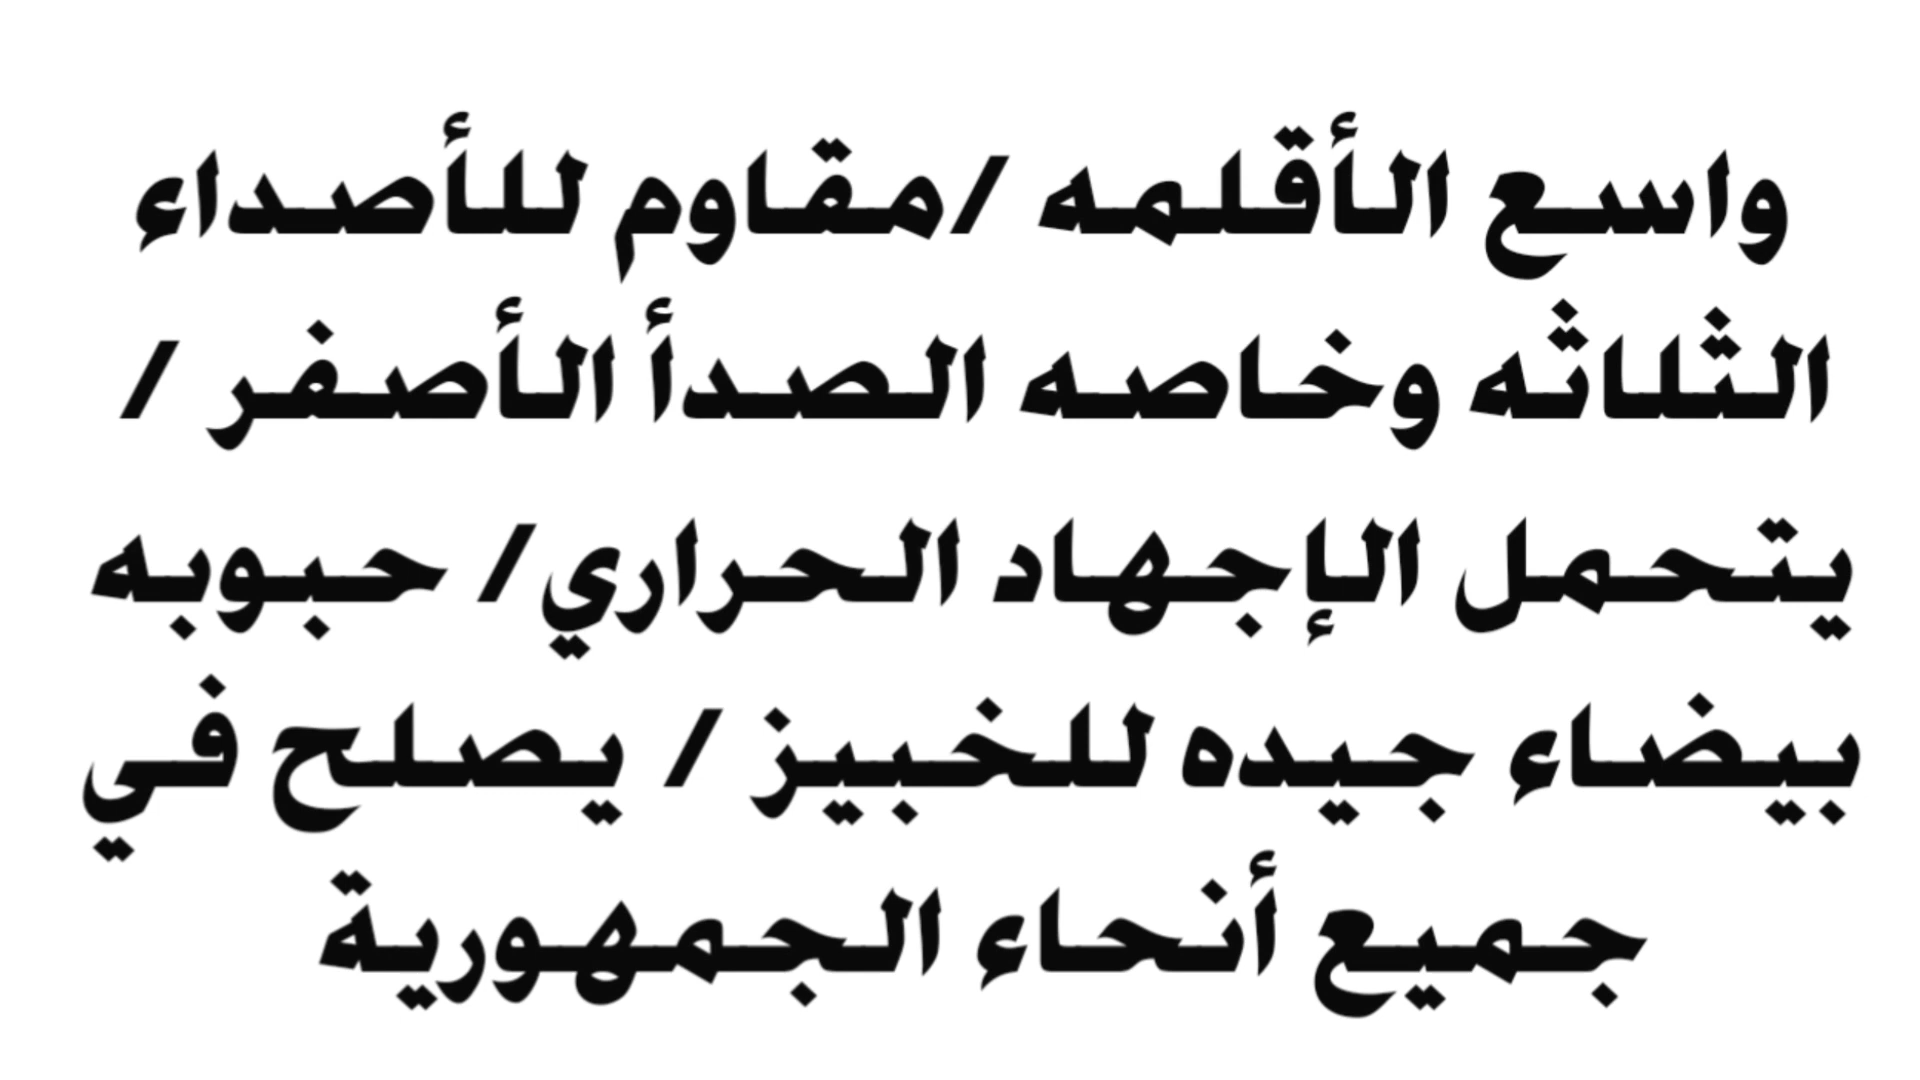 واسع الأقلمه /مقاوم للأصداء
الثلاثه وخاصه الصدأ الأصفر /
يتحمل الإجهاد الحراري/ حبوبه
بيضاء جيده للخبيز / يصلح في
جميع أنحاء الجمهورية